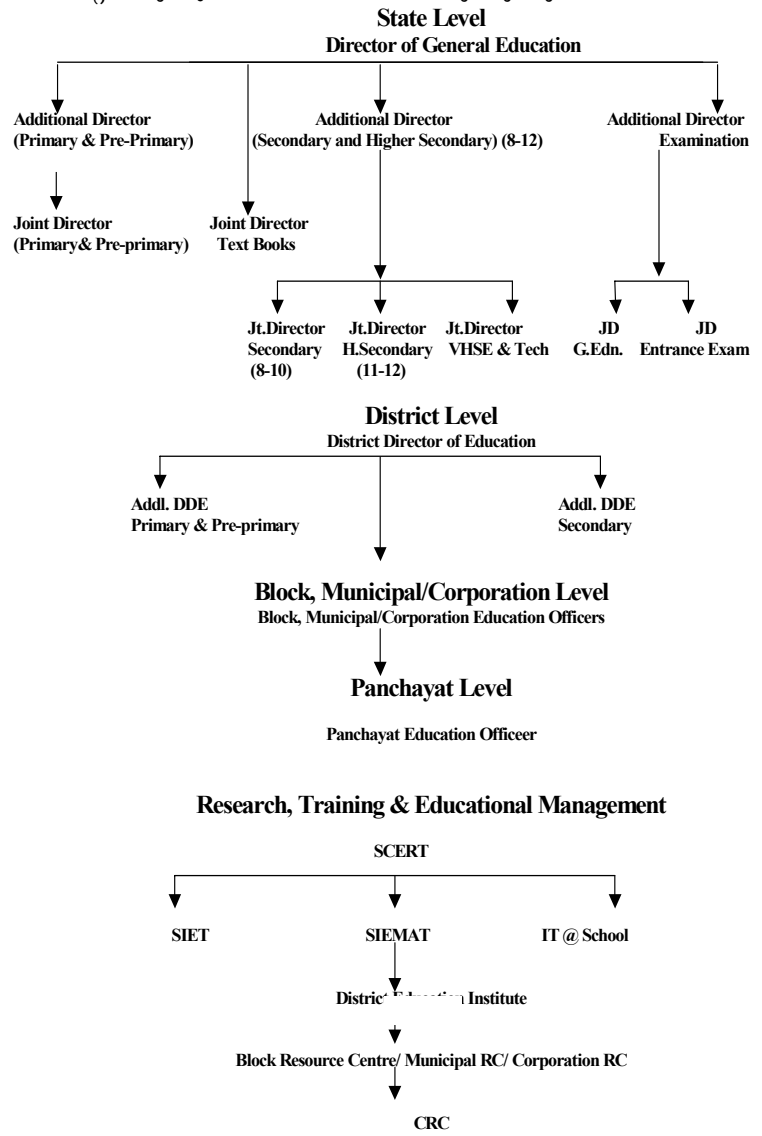 State Level
Director of General Education
Additional Director
(Primary & Pre-Primary)
Additional Director
(Secondary and Higher Secondary) (8-12)
Additional Director
Examination
Joint Director
(Primary& Pre-primary)
Joint Director
Text Books
Jt.Director
Secondary
(8-10)
Jt.Director
H.Secondary
(11-12)
Jt.Director
VHSE & Tech
JD
G.Edn.
JD
Entrance Exam
District Level
District Director of Education
Addl. DDE
Primary & Pre-primary
Addl. DDE
Secondary
Block, Municipal/Corporation Level
Block, Municipal/Corporation Education Officers
Panchayat Level
Panchayat Education Officeer
Research, Training & Educational Management
SCERT
SIET
SIEMAT
IT @ School
District Education Institute
Block Resource Centre/ Municipal RC/ Corporation RC
CRC